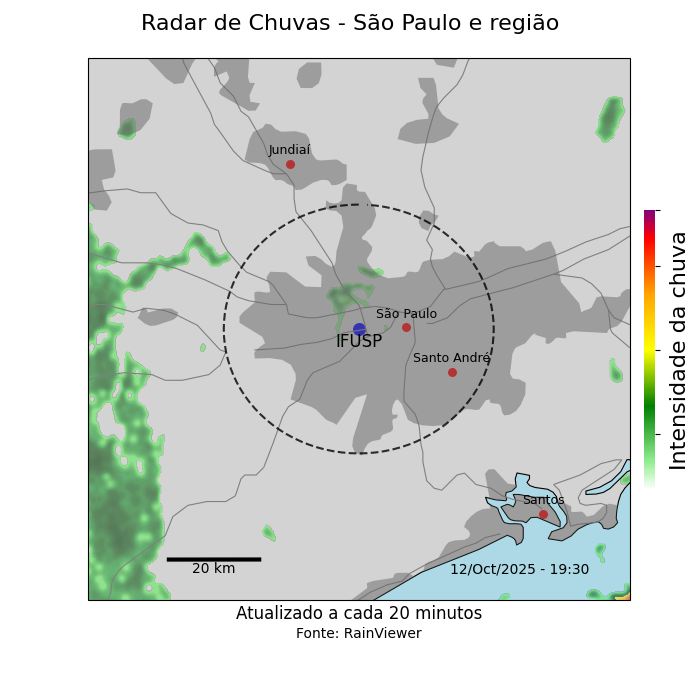 Radar de Chuvas - São Paulo e região
Jundiaí
São Paulo
IFUSP
Santo André
Santos
20 km
12/Oct/2025 - 19:30
Intensidade da chuva
Atualizado a cada 20 minutos
Fonte: RainViewer